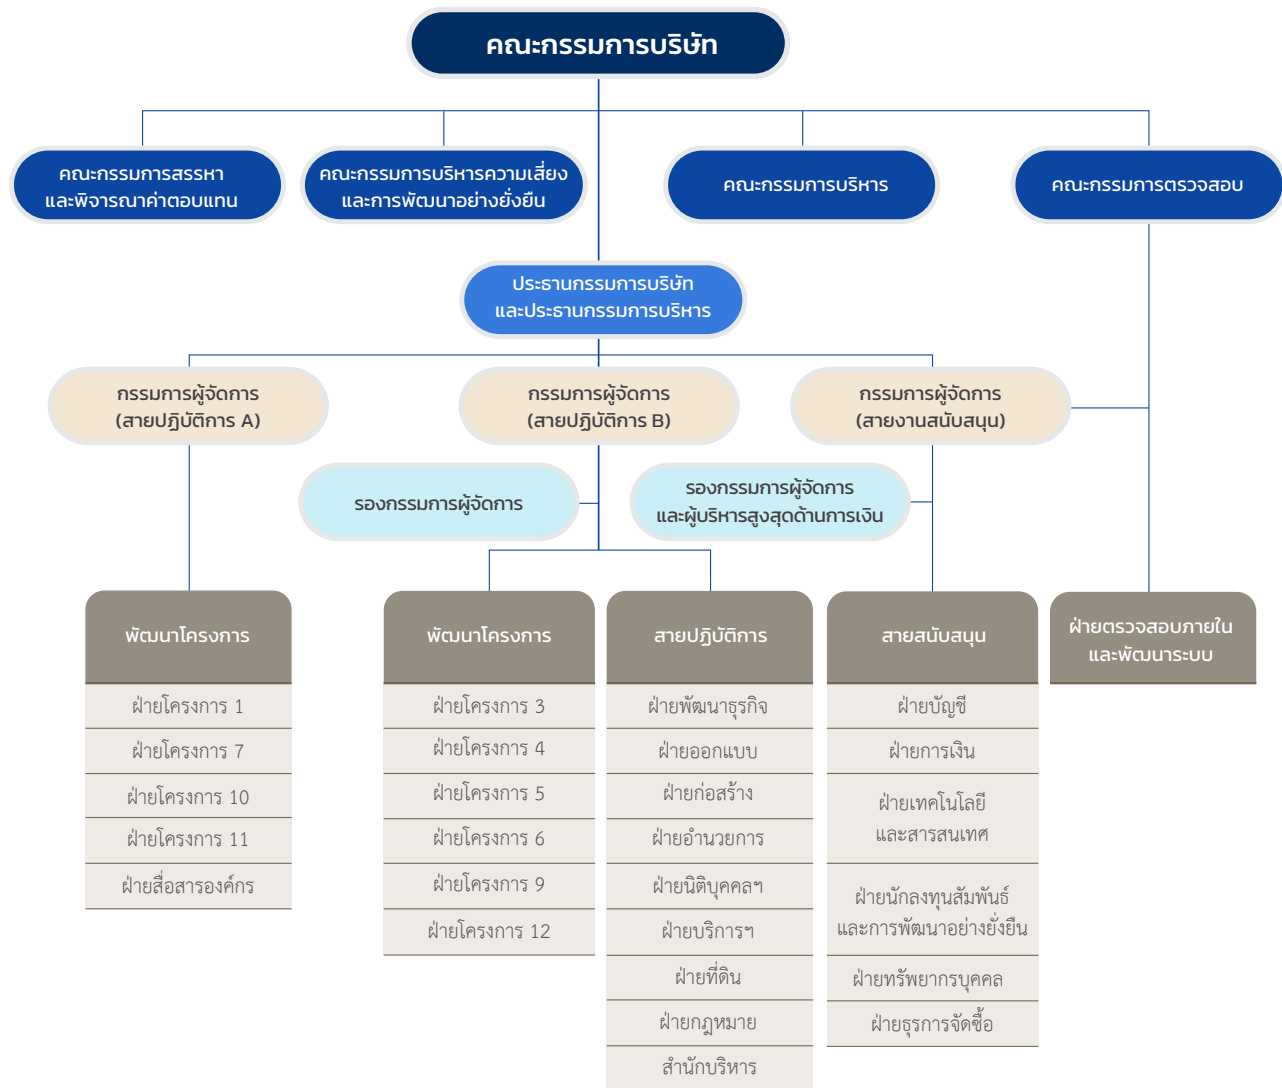 คณะกรรมการบริษัท
คณะกรรมการสรรหา
และพิจารณาค่าตอบแทน
คณะกรรมการบริหารความเสี่ยง
และการพัฒนาอย่างยั่งยืน
คณะกรรมการบริหาร
คณะกรรมการตรวจสอบ
ประธานกรรมการบริษัท
และประธานกรรมการบริหาร
กรรมการผู้จัดการ
(สายปฏิบัติการ A)
กรรมการผู้จัดการ
(สายปฏิบัติการ B)
กรรมการผู้จัดการ
(สายงานสนับสนุน)
รองกรรมการผู้จัดการ
รองกรรมการผู้จัดการ
และผู้บริหารสูงสุดด้านการเงิน
พัฒนาโครงการ
ฝ่ายโครงการ 1
ฝ่ายโครงการ 7
ฝ่ายโครงการ 10
ฝ่ายโครงการ 11
ฝ่ายสื่อสารองค์กร
พัฒนาโครงการ
ฝ่ายโครงการ 3
ฝ่ายโครงการ 4
ฝ่ายโครงการ 5
ฝ่ายโครงการ 6
ฝ่ายโครงการ 9
ฝ่ายโครงการ 12
สายปฏิบัติการ
ฝ่ายพัฒนาธุรกิจ
ฝ่ายออกแบบ
ฝ่ายก่อสร้าง
ฝ่ายอำนวยการ
ฝ่ายนิติบุคคลฯ
ฝ่ายบริการฯ
ฝ่ายที่ดิน
ฝ่ายกฎหมาย
สำนักบริหาร
สายสนับสนุน
ฝ่ายบัญชี
ฝ่ายการเงิน
ฝ่ายเทคโนโลยี
และสารสนเทศ
ฝ่ายนักลงทุนสัมพันธ์
และการพัฒนาอย่างยั่งยืน
ฝ่ายทรัพยากรบุคคล
ฝ่ายธุรการจัดซื้อ
ฝ่ายตรวจสอบภายใน
และพัฒนาระบบ